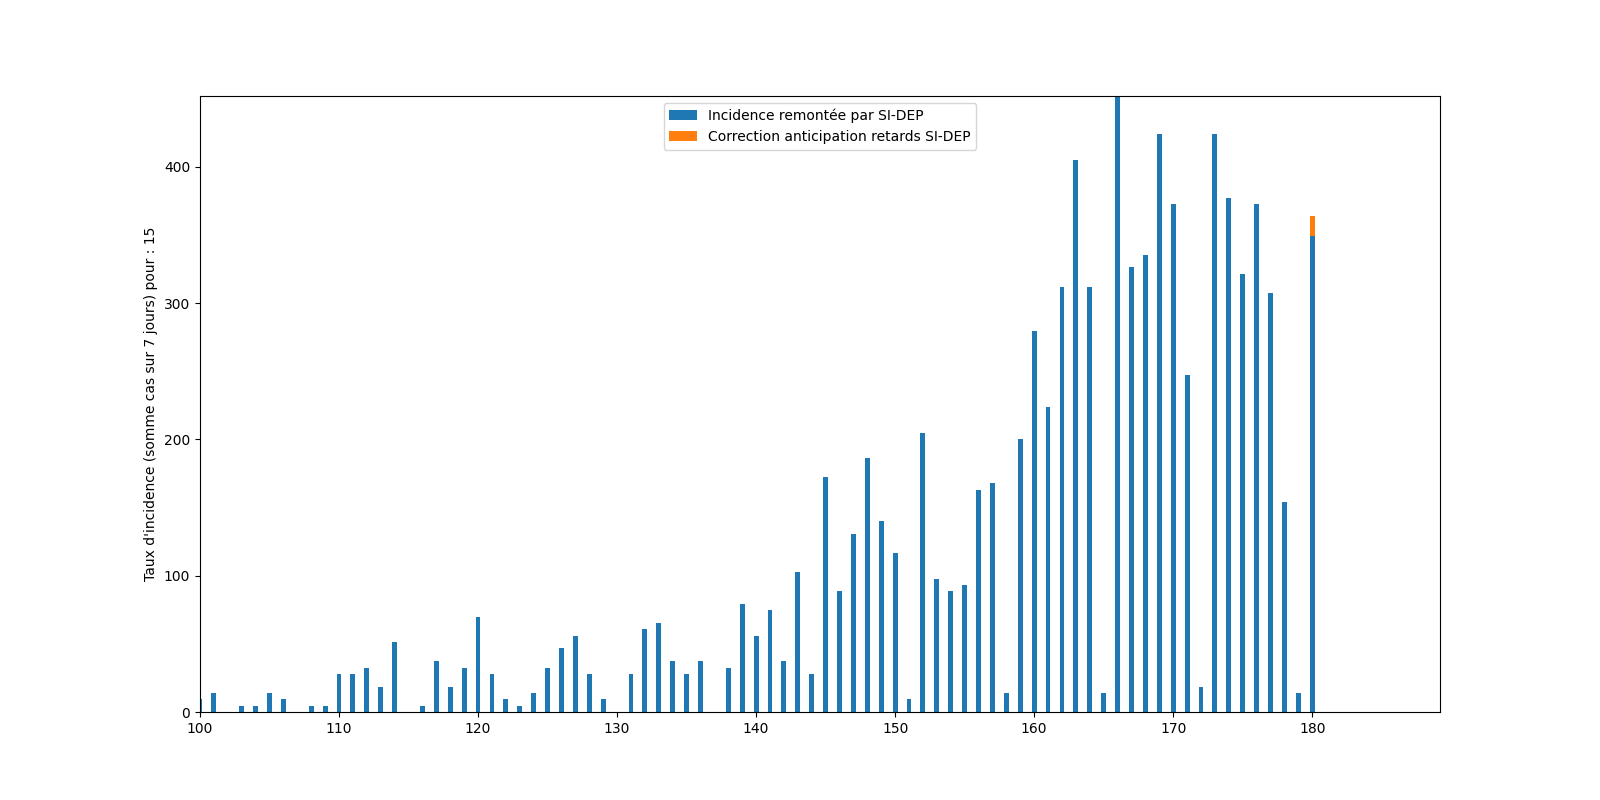 Incidence remontée par SI-DEP
Correction anticipation retards SI-DEP
Taux d'incidence (somme cas sur 7 jours) pour : 15
400
300
200
100
0
100 110 120 130 140 150 160 170 180